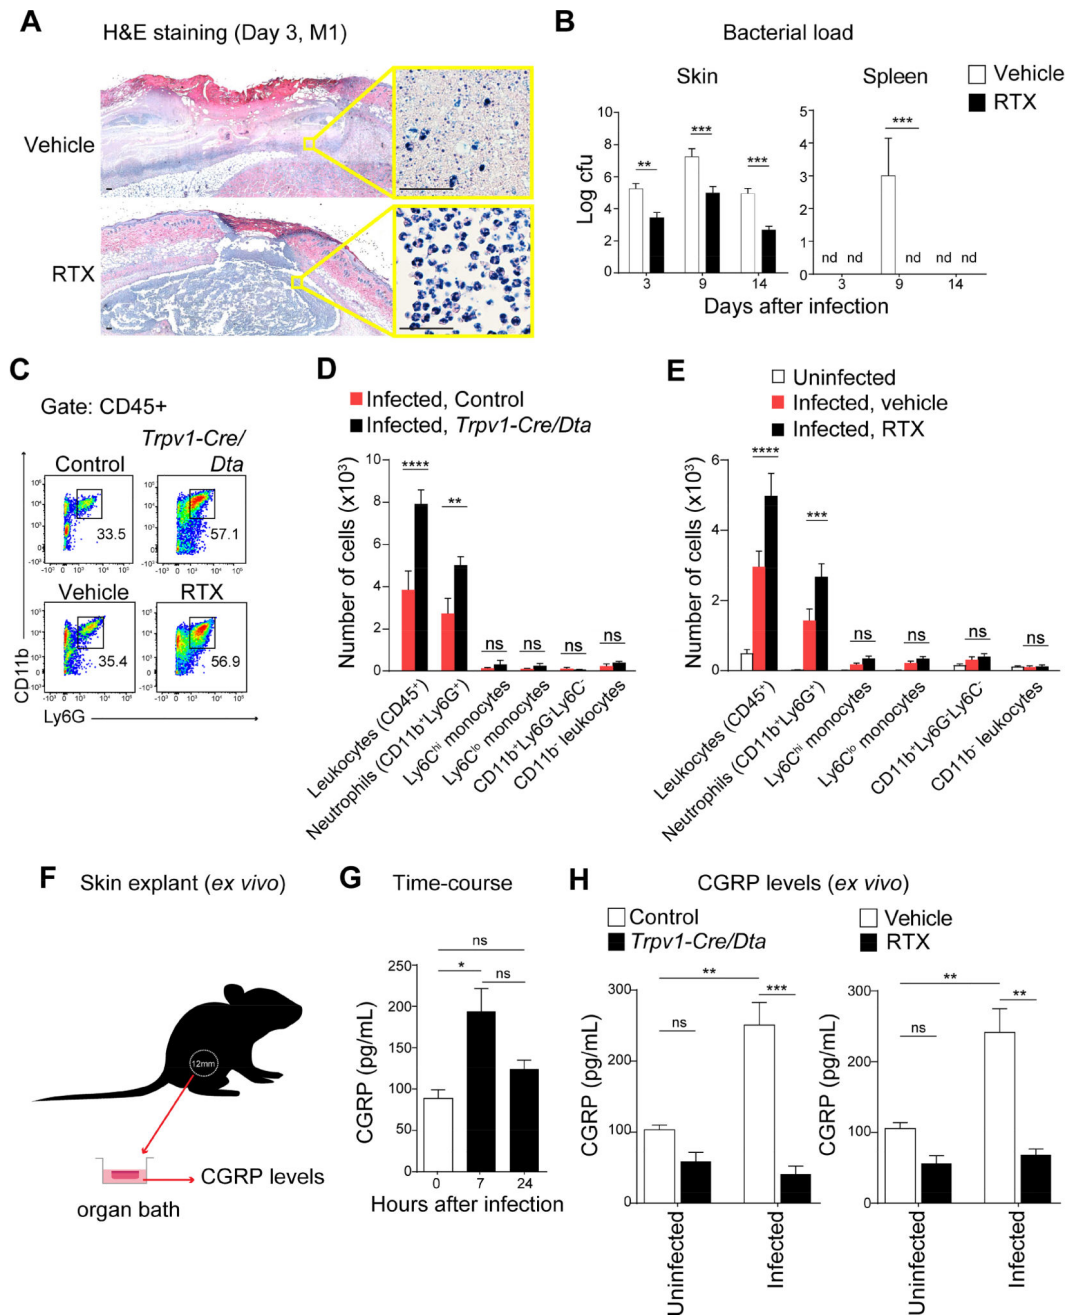 A
H&E staining (Day 3, M1)
Vehicle
RTX
B
Bacterial load
Skin
Spleen
Vehicle
RTX
Log cfu
8
6
4
2
0
**
***
***
3
9
14
5
4
3
2
1
0
***
nd nd
nd
nd nd
3
9
14
Days after infection
C
Gate: CD45+
Trpv1-Cre/
Control
Dta
33.5
57.1
Vehicle
RTX
35.4
56.9
CD11b
Ly6G
D
Infected, Control
Infected, Trpv1-Cre/Dta
Number of cells (x10³)
10
8
6
4
2
0
****
**
ns
ns
ns
ns
Leukocytes (CD45⁺)
Neutrophils (CD11b⁺Ly6G⁺)
Ly6Cʰⁱ monocytes
Ly6Cˡᵒ monocytes
CD11b⁺Ly6G⁻Ly6C⁻
CD11b⁻ leukocytes
E
Uninfected
Infected, vehicle
Infected, RTX
Number of cells (x10³)
6
4
2
0
****
***
ns
ns
ns
ns
Leukocytes (CD45⁺)
Neutrophils (CD11b⁺Ly6G⁺)
Ly6Cʰⁱ monocytes
Ly6Cˡᵒ monocytes
CD11b⁺Ly6G⁻Ly6C⁻
CD11b⁻ leukocytes
F
Skin explant (ex vivo)
12mm
CGRP levels
organ bath
G
Time-course
ns
*
ns
CGRP (pg/mL)
250
200
150
100
50
0
0
7
24
Hours after infection
H
CGRP levels (ex vivo)
Control
Trpv1-Cre/Dta
Vehicle
RTX
CGRP (pg/mL)
300
200
100
0
**
ns
***
Uninfected
Infected
CGRP (pg/mL)
300
200
100
0
**
ns
**
Uninfected
Infected